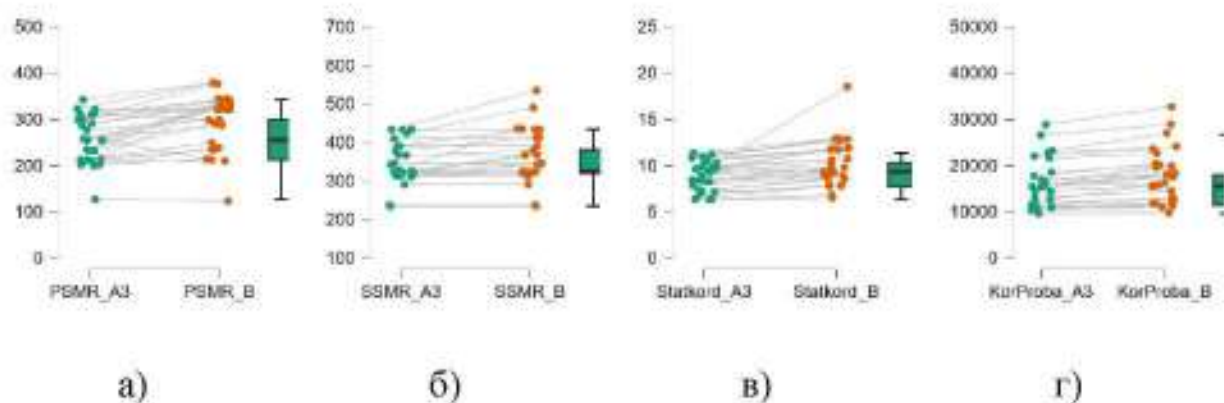 500 700 25 50000
400 600 20 40000
300 500 15 30000
200 400 10 20000
100 300 5 10000
0 200 0 0
100
PSMR_A3 PSMR_B SSMR_A3 SSMR_B Statkord_A3 Statkord_B KorProba_A3 KorProba_B
а) б) в) г)